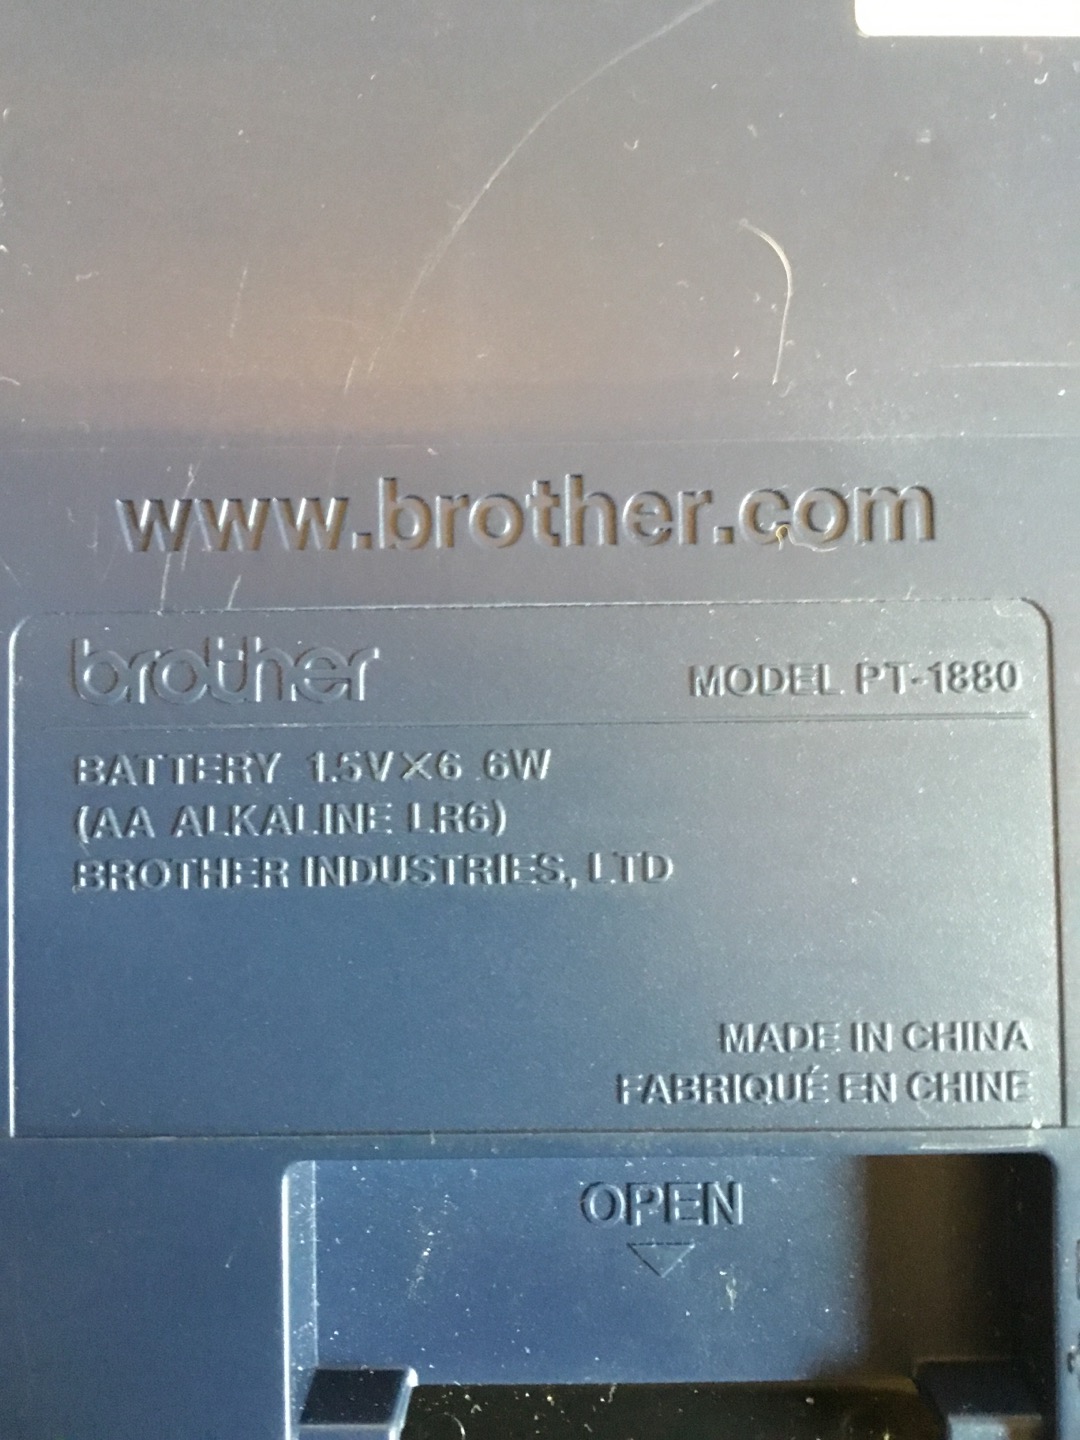 www.brother.com
brother MODEL PT-1880
BATTERY 1.5V×6 6W
(AA ALKALINE LR6)
BROTHER INDUSTRIES, LTD
MADE IN CHINA
FABRIQUÉ EN CHINE
OPEN